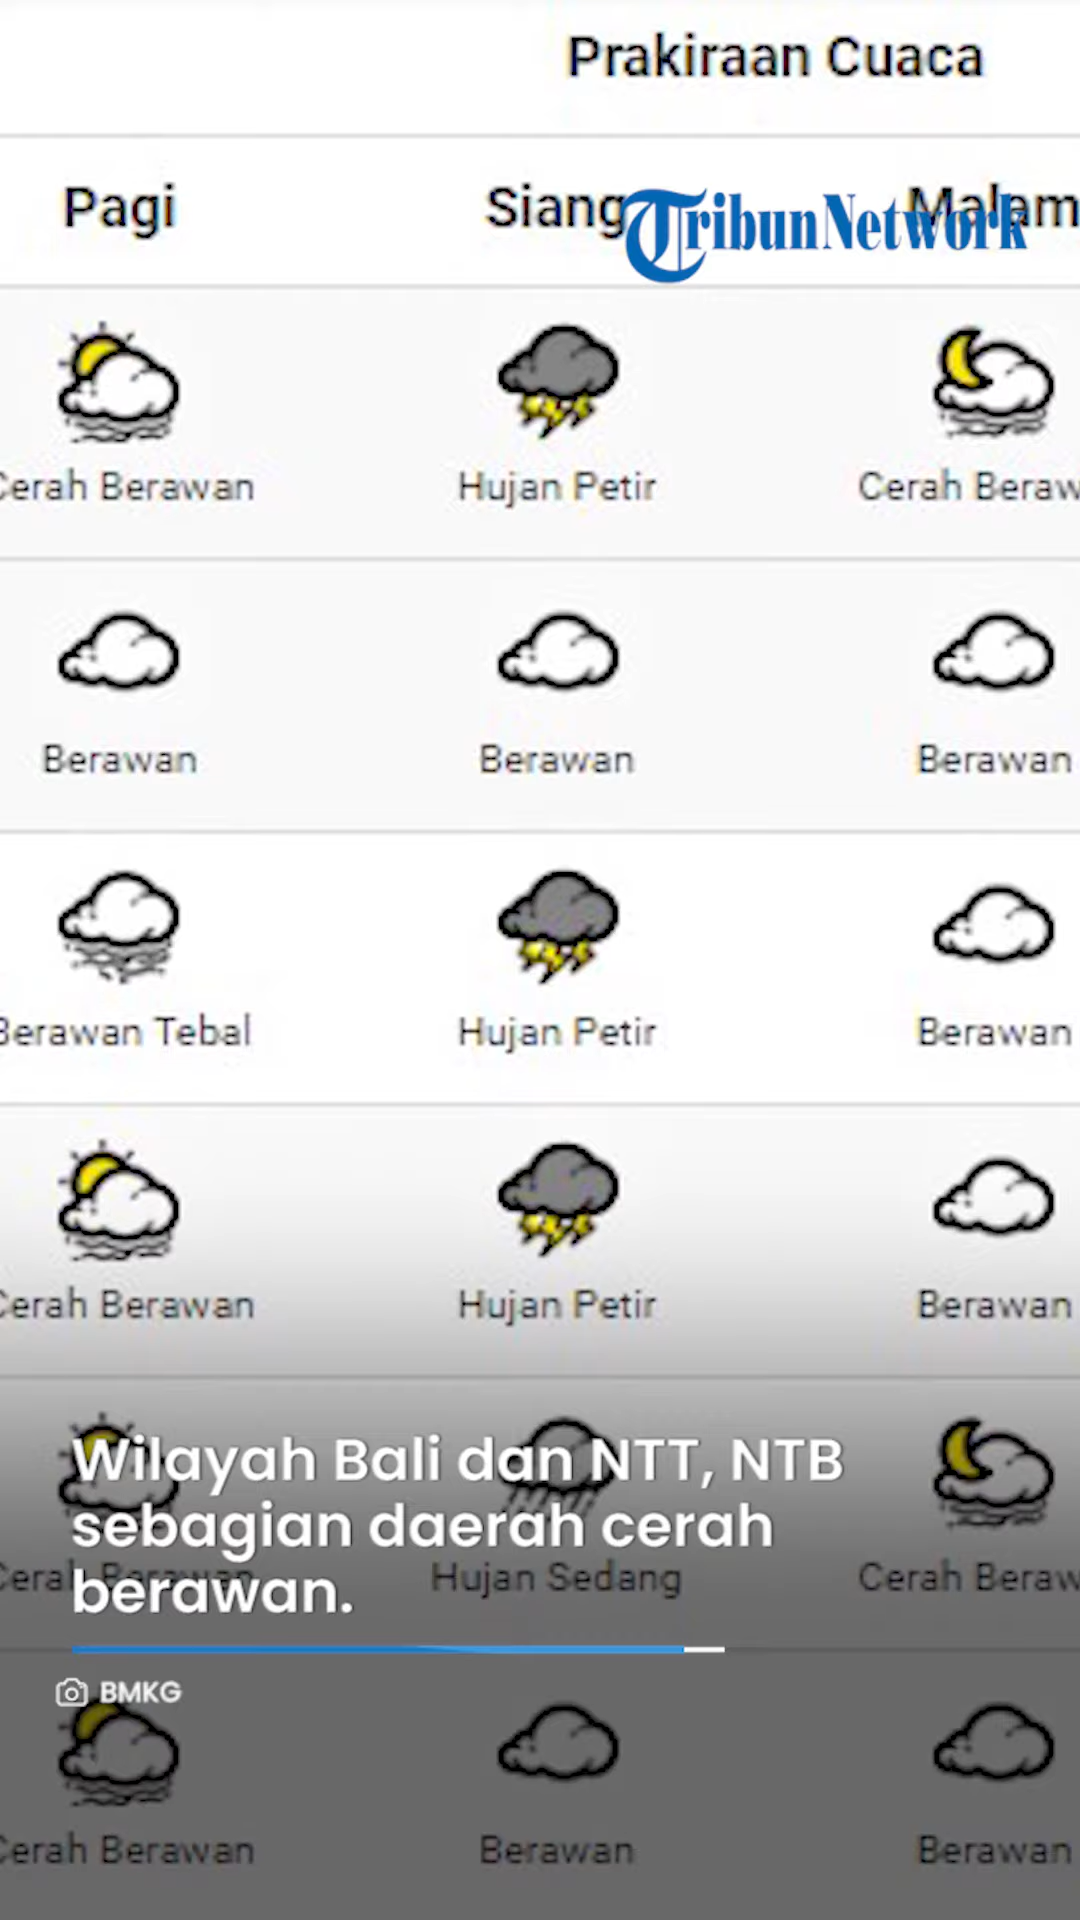 Prakiraan Cuaca
Pagi Siang Malam
TribunNetwork
Cerah Berawan Hujan Petir Cerah Beraw
Berawan Berawan Berawan
Berawan Tebal Hujan Petir Berawan
Cerah Berawan Hujan Petir Berawan
Wilayah Bali dan NTT, NTB
sebagian daerah cerah
berawan.
Cerah Berawan Hujan Sedang Cerah Beraw
BMKG
Cerah Berawan Berawan Berawan